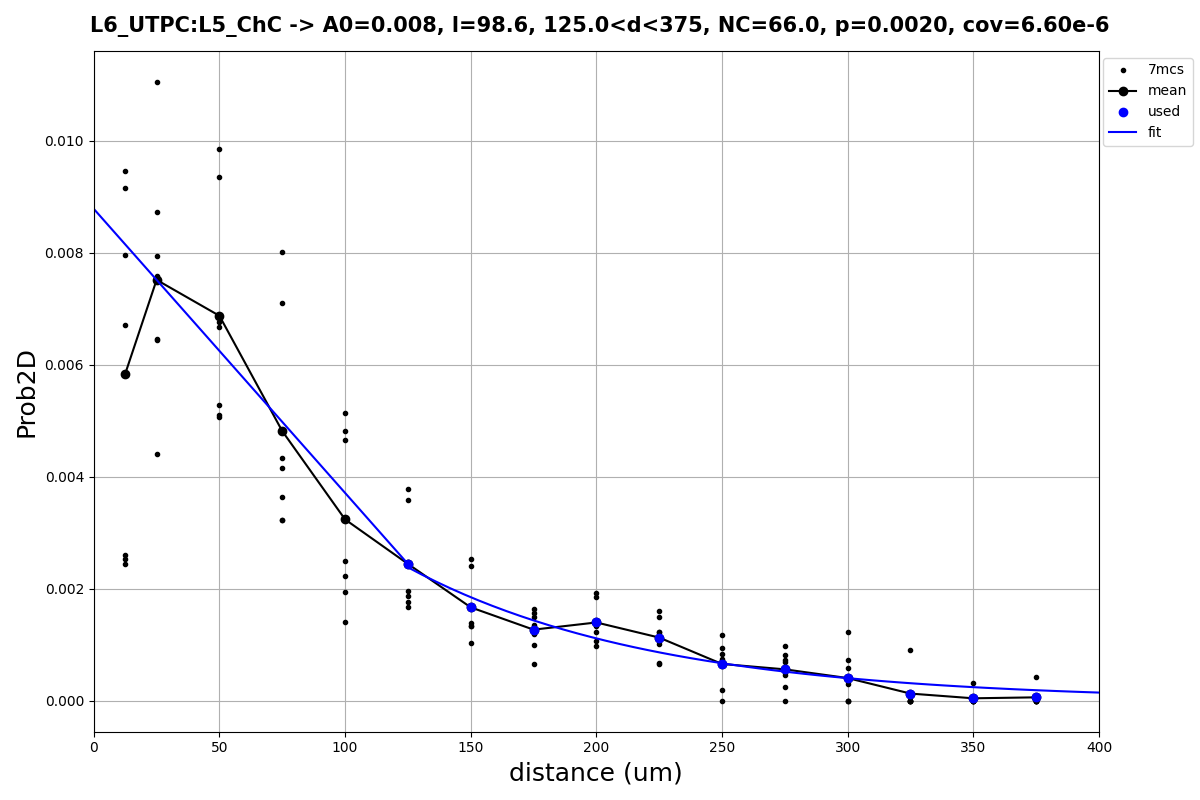 L6_UTPC:L5_ChC -> A0=0.008, l=98.6, 125.0<d<375, NC=66.0, p=0.0020, cov=6.60e-6
7mcs
mean
used
fit
0.010
0.008
0.006
0.004
0.002
0.000
Prob2D
0 50 100 150 200 250 300 350 400
distance (um)